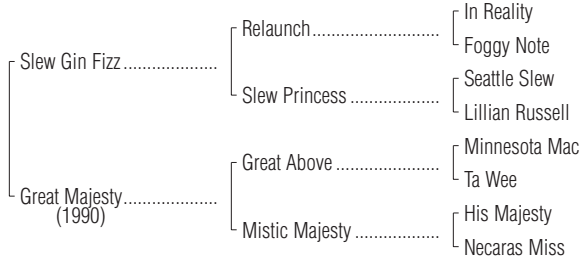 In Reality
Relaunch
Foggy Note
Slew Gin Fizz
Seattle Slew
Slew Princess
Lillian Russell
Minnesota Mac
Great Above
Ta Wee
Great Majesty
(1990)
His Majesty
Mistic Majesty
Necaras Miss